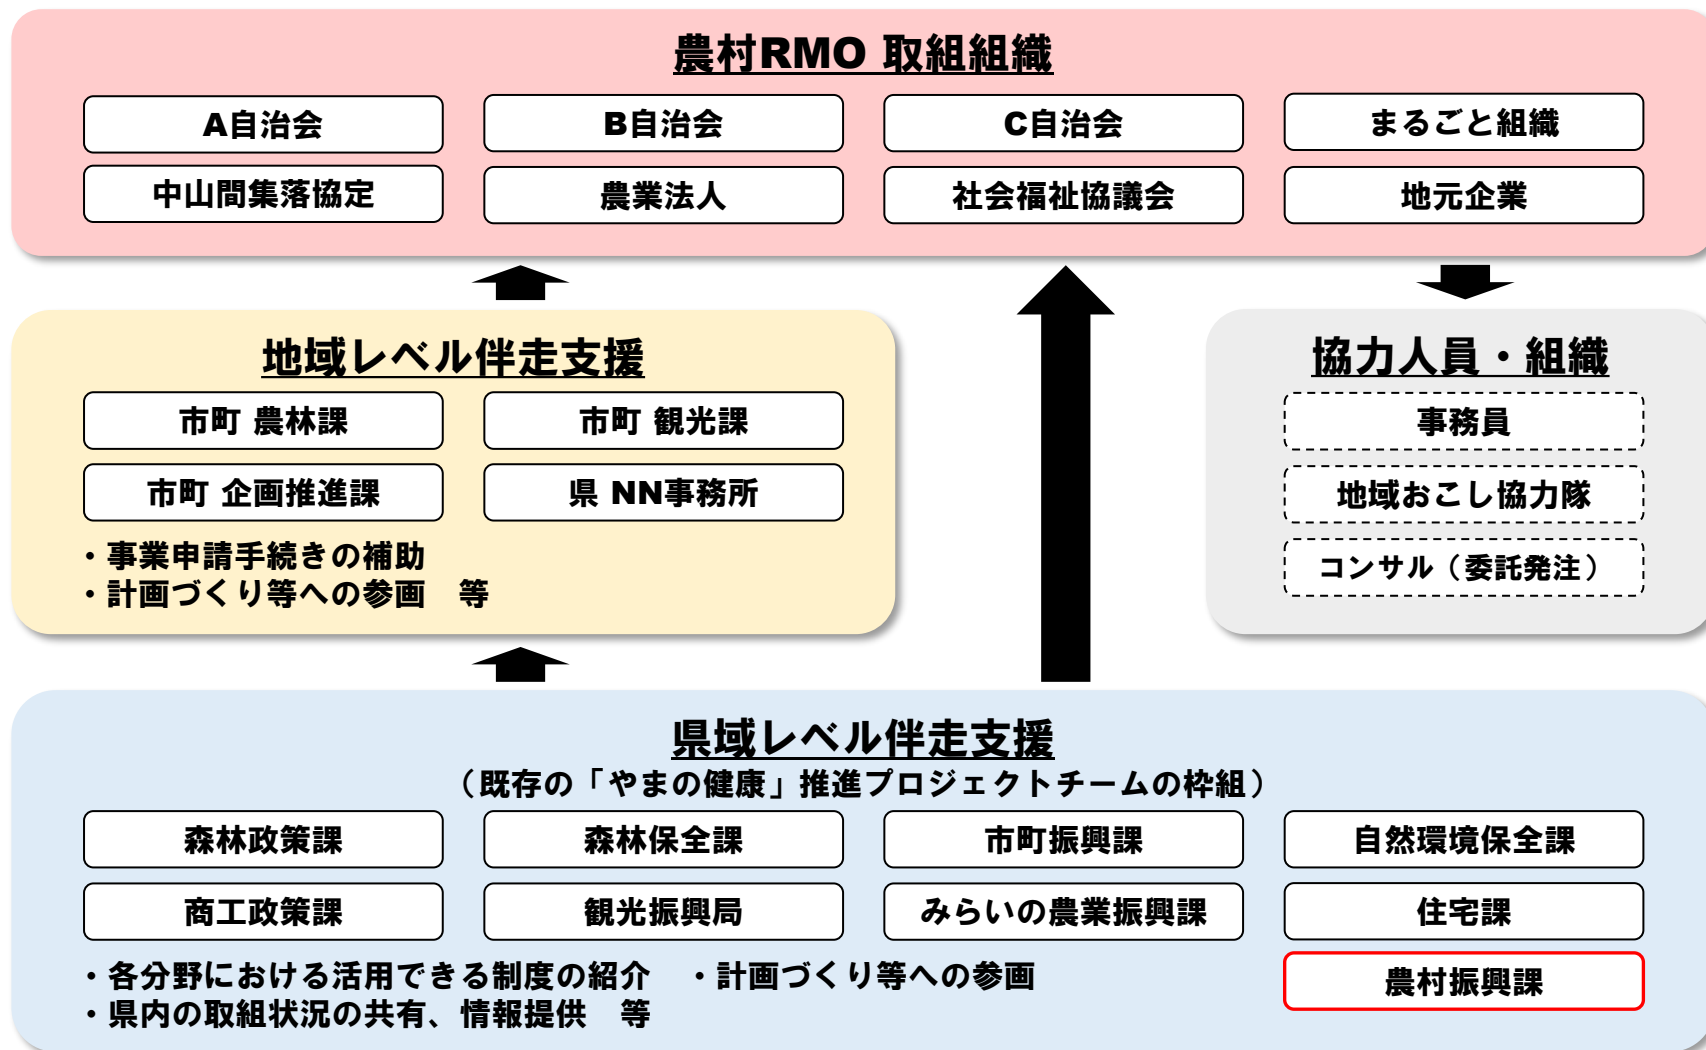 農村RMO 取組組織
A自治会
B自治会
C自治会
まるごと組織
中山間集落協定
農業法人
社会福祉協議会
地元企業
地域レベル伴走支援
市町 農林課
市町 観光課
市町 企画推進課
県 NN事務所
・事業申請手続きの補助
・計画づくり等への参画　等
協力人員・組織
事務員
地域おこし協力隊
コンサル（委託発注）
県域レベル伴走支援
（既存の「やまの健康」推進プロジェクトチームの枠組）
森林政策課
森林保全課
市町振興課
自然環境保全課
商工政策課
観光振興局
みらいの農業振興課
住宅課
農村振興課
・各分野における活用できる制度の紹介　・計画づくり等への参画
・県内の取組状況の共有、情報提供　等